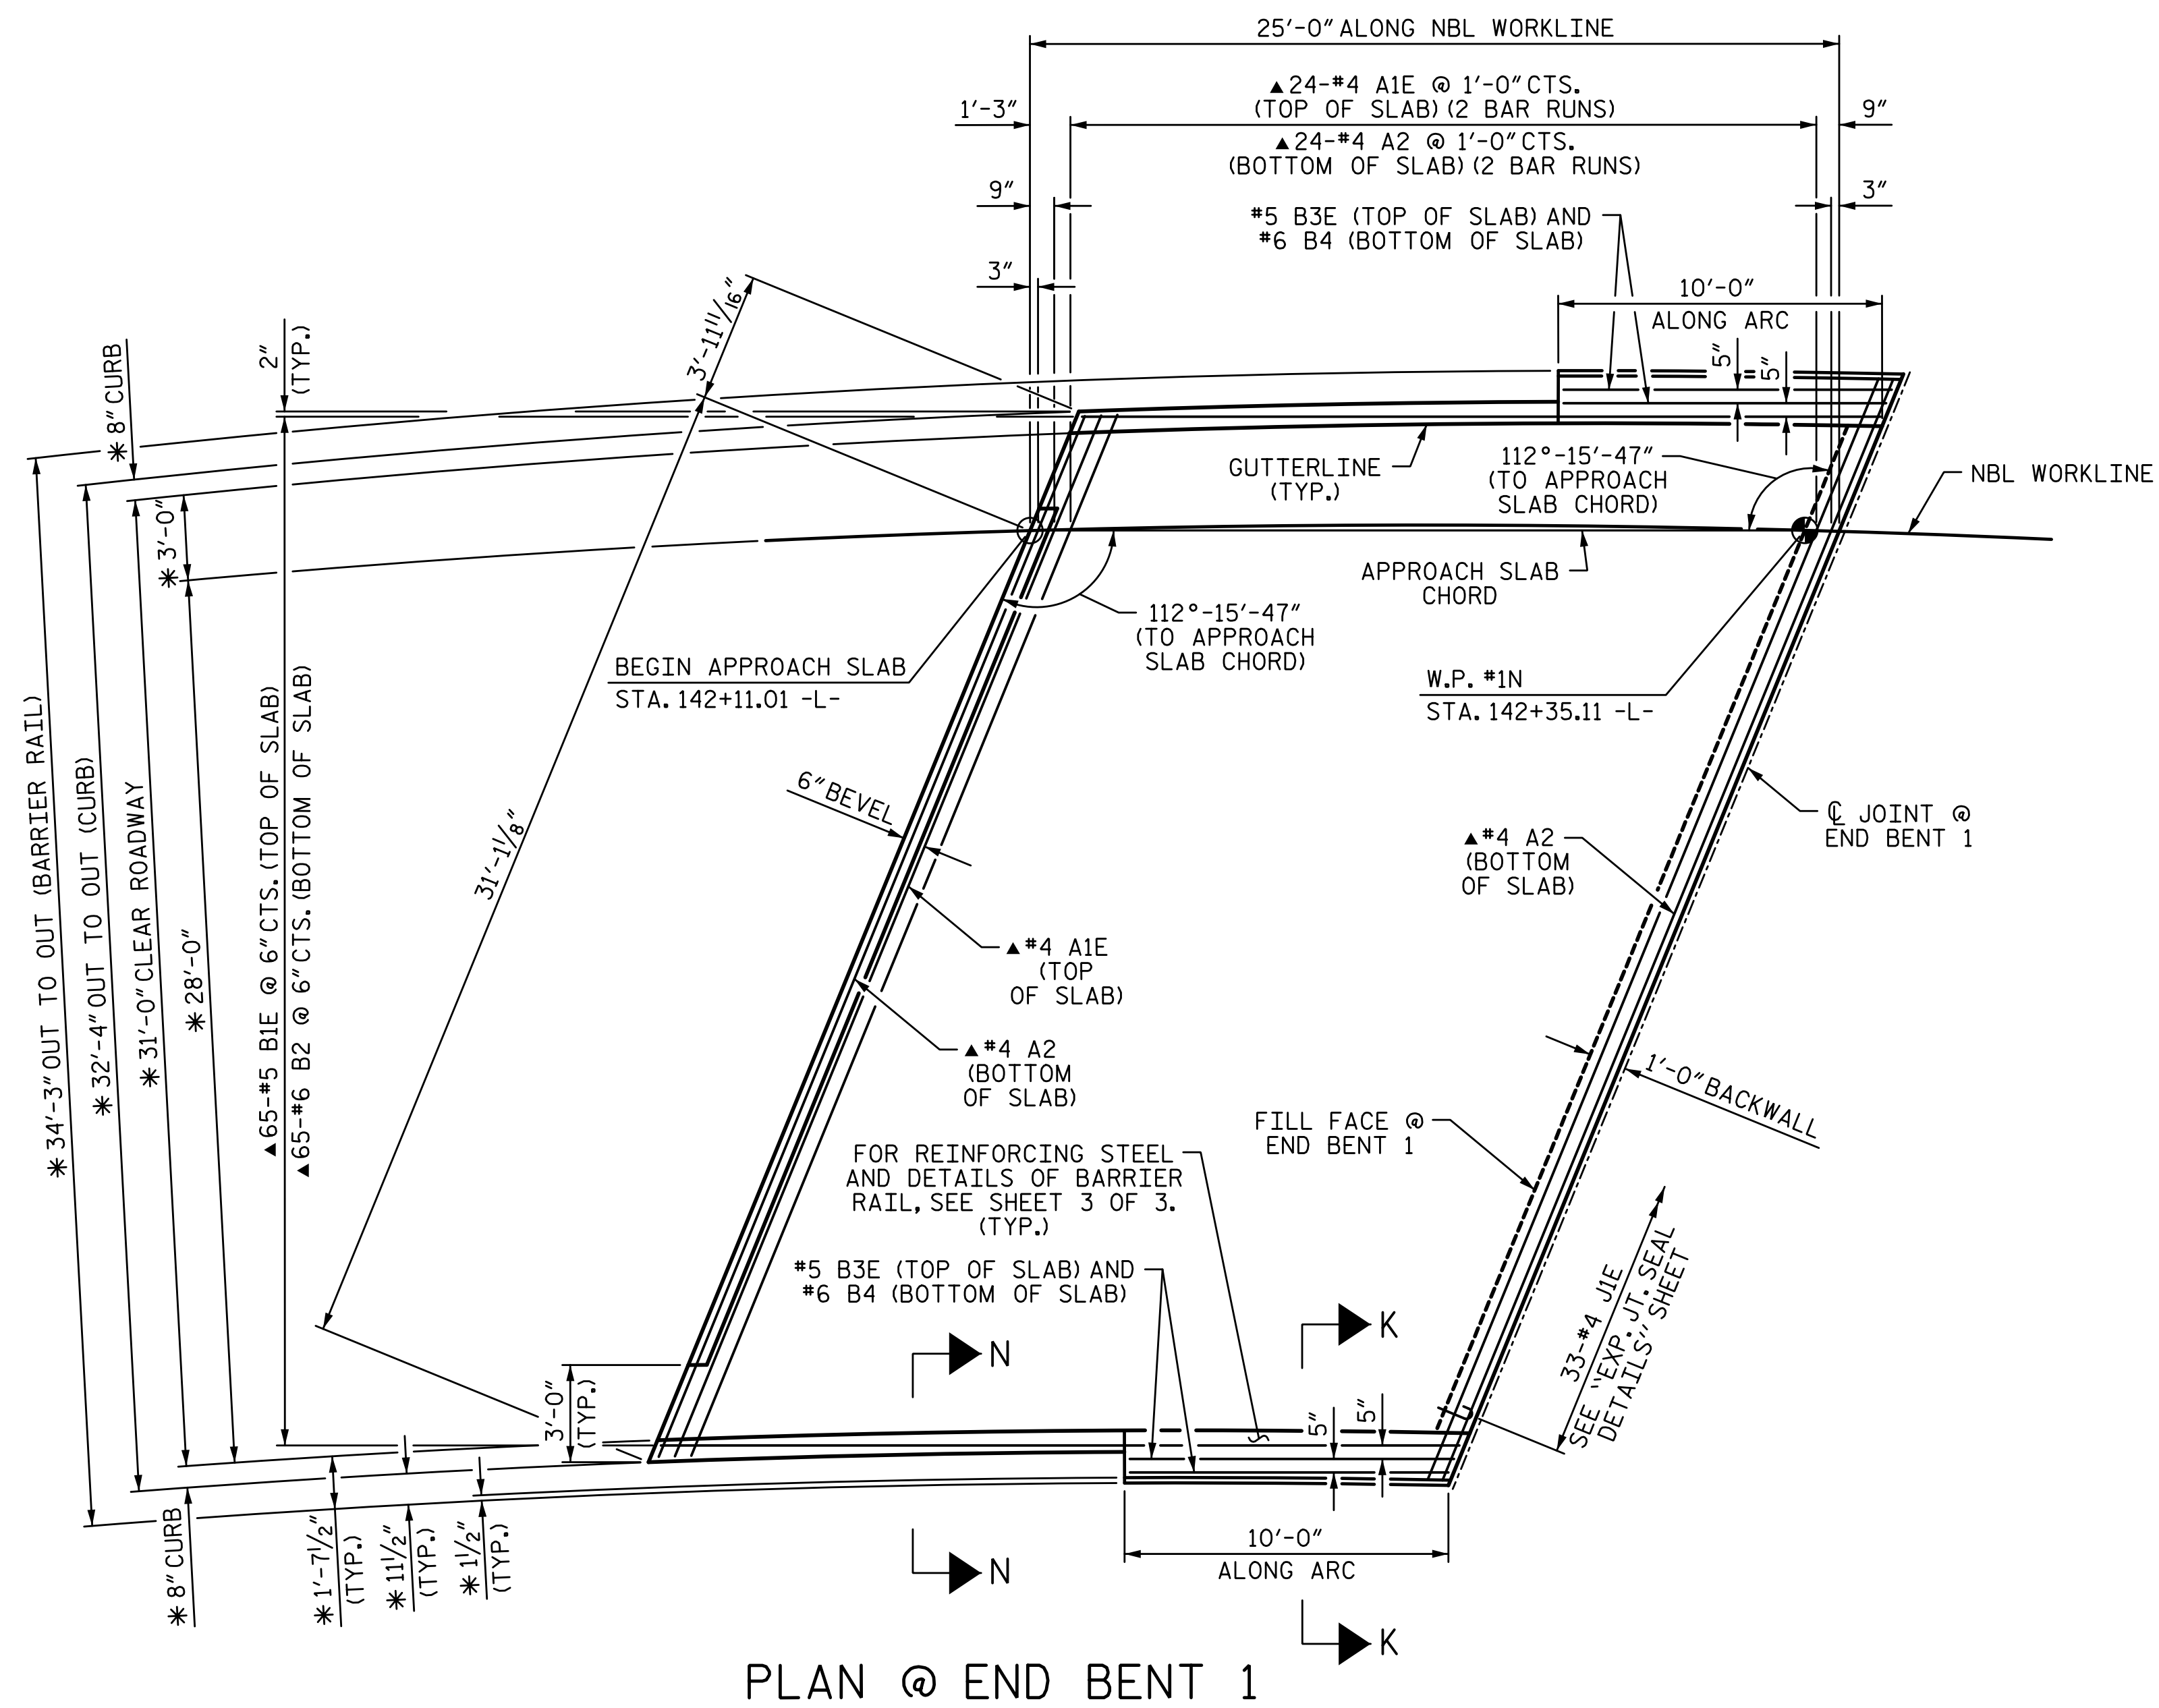 25'-0" ALONG NBL WORKLINE
▲24-#4 A1E @ 1'-0" CTS.
(TOP OF SLAB) (2 BAR RUNS)
1'-3"
9"
▲24-#4 A2 @ 1'-0" CTS.
(BOTTOM OF SLAB) (2 BAR RUNS)
9"
3"
#5 B3E (TOP OF SLAB) AND
#6 B4 (BOTTOM OF SLAB)
3"
10'-0"
ALONG ARC
3'-11 11/16"
2"
(TYP.)
✳8" CURB
5"
5"
✳3'-0"
GUTTERLINE
(TYP.)
112°-15'-47"
(TO APPROACH
SLAB CHORD)
NBL WORKLINE
APPROACH SLAB
CHORD
112°-15'-47"
(TO APPROACH
SLAB CHORD)
BEGIN APPROACH SLAB
STA. 142+11.01 -L-
W.P. #1N
STA. 142+35.11 -L-
✳34'-3" OUT TO OUT (BARRIER RAIL)
✳32'-4" OUT TO OUT (CURB)
✳31'-0" CLEAR ROADWAY
✳28'-0"
▲65-#5 B1E @ 6" CTS. (TOP OF SLAB)
▲65-#6 B2 @ 6" CTS. (BOTTOM OF SLAB)
31'-1 1/8"
6" BEVEL
℄ JOINT @
END BENT 1
▲#4 A2
(BOTTOM
OF SLAB)
▲#4 A1E
(TOP
OF SLAB)
▲#4 A2
(BOTTOM
OF SLAB)
1'-0" BACKWALL
FILL FACE @
END BENT 1
FOR REINFORCING STEEL
AND DETAILS OF BARRIER
RAIL, SEE SHEET 3 OF 3.
(TYP.)
#5 B3E (TOP OF SLAB) AND
#6 B4 (BOTTOM OF SLAB)
33-#4 J1E
SEE "EXP. JT. SEAL
DETAILS" SHEET
K
N
3'-0"
(TYP.)
5"
5"
✳8" CURB
✳1'-7 1/2"
(TYP.)
✳11 1/2"
(TYP.)
✳1 1/2"
(TYP.)
10'-0"
ALONG ARC
N
K
PLAN @ END BENT 1